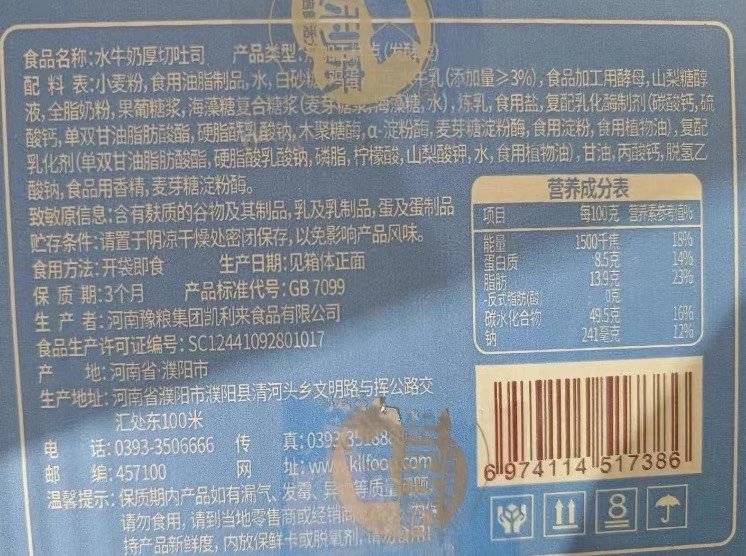 食品名称:水牛奶厚切吐司 产品类型:
配 料 表:小麦粉,食用油脂制品,水,白砂 牛乳(添加量≥3%),食品加工用酵母,山梨糖醇
液,全脂奶粉,果葡糖浆,海藻糖复合糖浆(麦芽糖浆,海藻糖,水),炼乳,食用盐,复配乳化酶制剂(碳酸钙,硫
酸钙,单双甘油脂肪酸酯,硬脂酰乳酸钠,木聚糖酶,α-淀粉酶,麦芽糖淀粉酶,食用淀粉,食用植物油),复配
乳化剂(单双甘油脂肪酸酯,硬脂酰乳酸钠,磷脂,柠檬酸,山梨酸钾,水,食用植物油),甘油,丙酸钙,脱氢乙
酸钠,食品用香精,麦芽糖淀粉酶。
致敏原信息:含有麸质的谷物及其制品,乳及乳制品,蛋及蛋制品
贮存条件:请置于阴凉干燥处密闭保存,以免影响产品风味。
食用方法:开袋即食 生产日期:见箱体正面
保 质 期:3个月 产品标准代号:GB 7099
生 产 者:河南豫粮集团凯利来食品有限公司
食品生产许可证编号:SC12441092801017
产 地:河南省·濮阳市
生产地址:河南省濮阳市濮阳县清河头乡文明路与挥公路交
汇处东100米
电 话:0393-3506666 传 真:0393
邮 编:457100 网 址:www.kllfood.com
温馨提示:保质期内产品如有漏气、发霉、 等质量
请勿食用,请到当地零售商或经销商
持产品新鲜度,内放保鲜卡或脱氧剂,请勿食用!
营养成分表
项目 每100克 营养素参考值%
能量 1500千焦 18%
蛋白质 8.5克 14%
脂肪 13.9克 23%
-反式脂肪(酸 0克
碳水化合物 49.5克 16%
钠 241毫克 12%
6 974114 517386
8